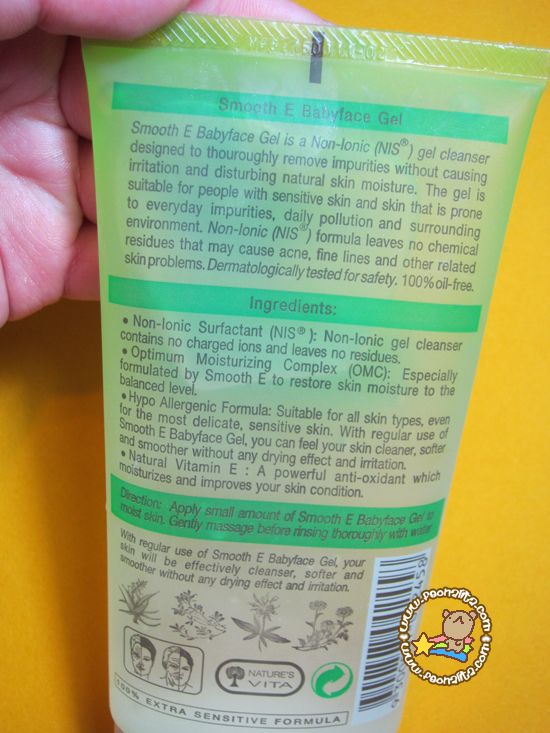 Smooth E Babyface Gel
Smooth E Babyface Gel is a Non-Ionic (NIS®) gel cleanser
designed to thouroughly remove impurities without causing
irritation and disturbing natural skin moisture. The gel is
suitable for people with sensitive skin and skin that is prone
to everyday impurities, daily pollution and surrounding
environment. Non-Ionic (NIS®) formula leaves no chemical
residues that may cause acne, fine lines and other related
skin problems. Dermatologically tested for safety. 100% oil-free.
Ingredients:
• Non-Ionic Surfactant (NIS®): Non-Ionic gel cleanser
contains no charged ions and leaves no residues.
• Optimum Moisturizing Complex (OMC): Especially
formulated by Smooth E to restore skin moisture to the
balanced level.
• Hypo Allergenic Formula: Suitable for all skin types, even
for the most delicate, sensitive skin. With regular use of
Smooth E Babyface Gel, you can feel your skin cleaner, softer
and smoother without any drying effect and irritation.
• Natural Vitamin E : A powerful anti-oxidant which
moisturizes and improves your skin condition.
Direction: Apply small amount of Smooth E Babyface Gel to
moist skin. Gently massage before rinsing thoroughly with water
With regular use of Smooth E Babyface Gel, your
skin will be effectively cleanser, softer and
smoother without any drying effect and irritation.
NATURE'S
VITA
100% EXTRA SENSITIVE FORMULA
www.peonalita.com
www.peonalita.com